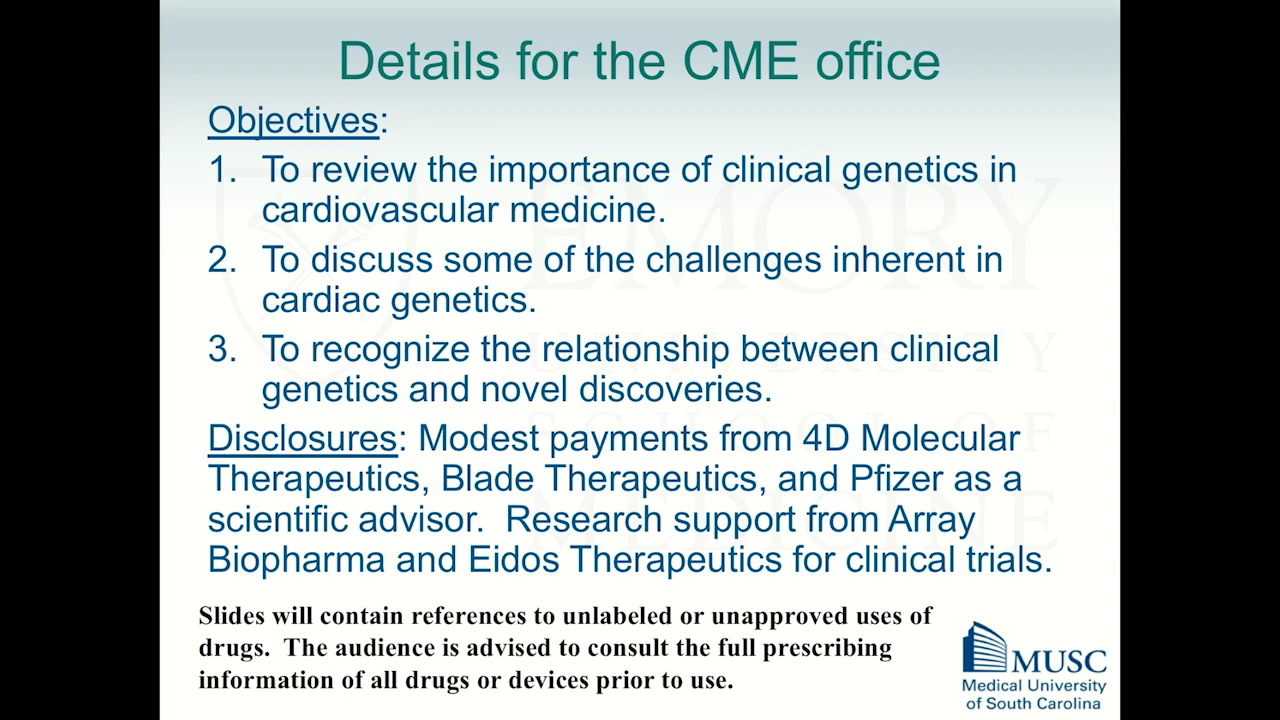 Details for the CME office
Objectives:
1. To review the importance of clinical genetics in
cardiovascular medicine.
2. To discuss some of the challenges inherent in
cardiac genetics.
3. To recognize the relationship between clinical
genetics and novel discoveries.
Disclosures: Modest payments from 4D Molecular
Therapeutics, Blade Therapeutics, and Pfizer as a
scientific advisor. Research support from Array
Biopharma and Eidos Therapeutics for clinical trials.
Slides will contain references to unlabeled or unapproved uses of
drugs. The audience is advised to consult the full prescribing
information of all drugs or devices prior to use.
MUSC
Medical University
of South Carolina
EMORY
UNIVERSITY
SCHOOL OF
MEDICINE